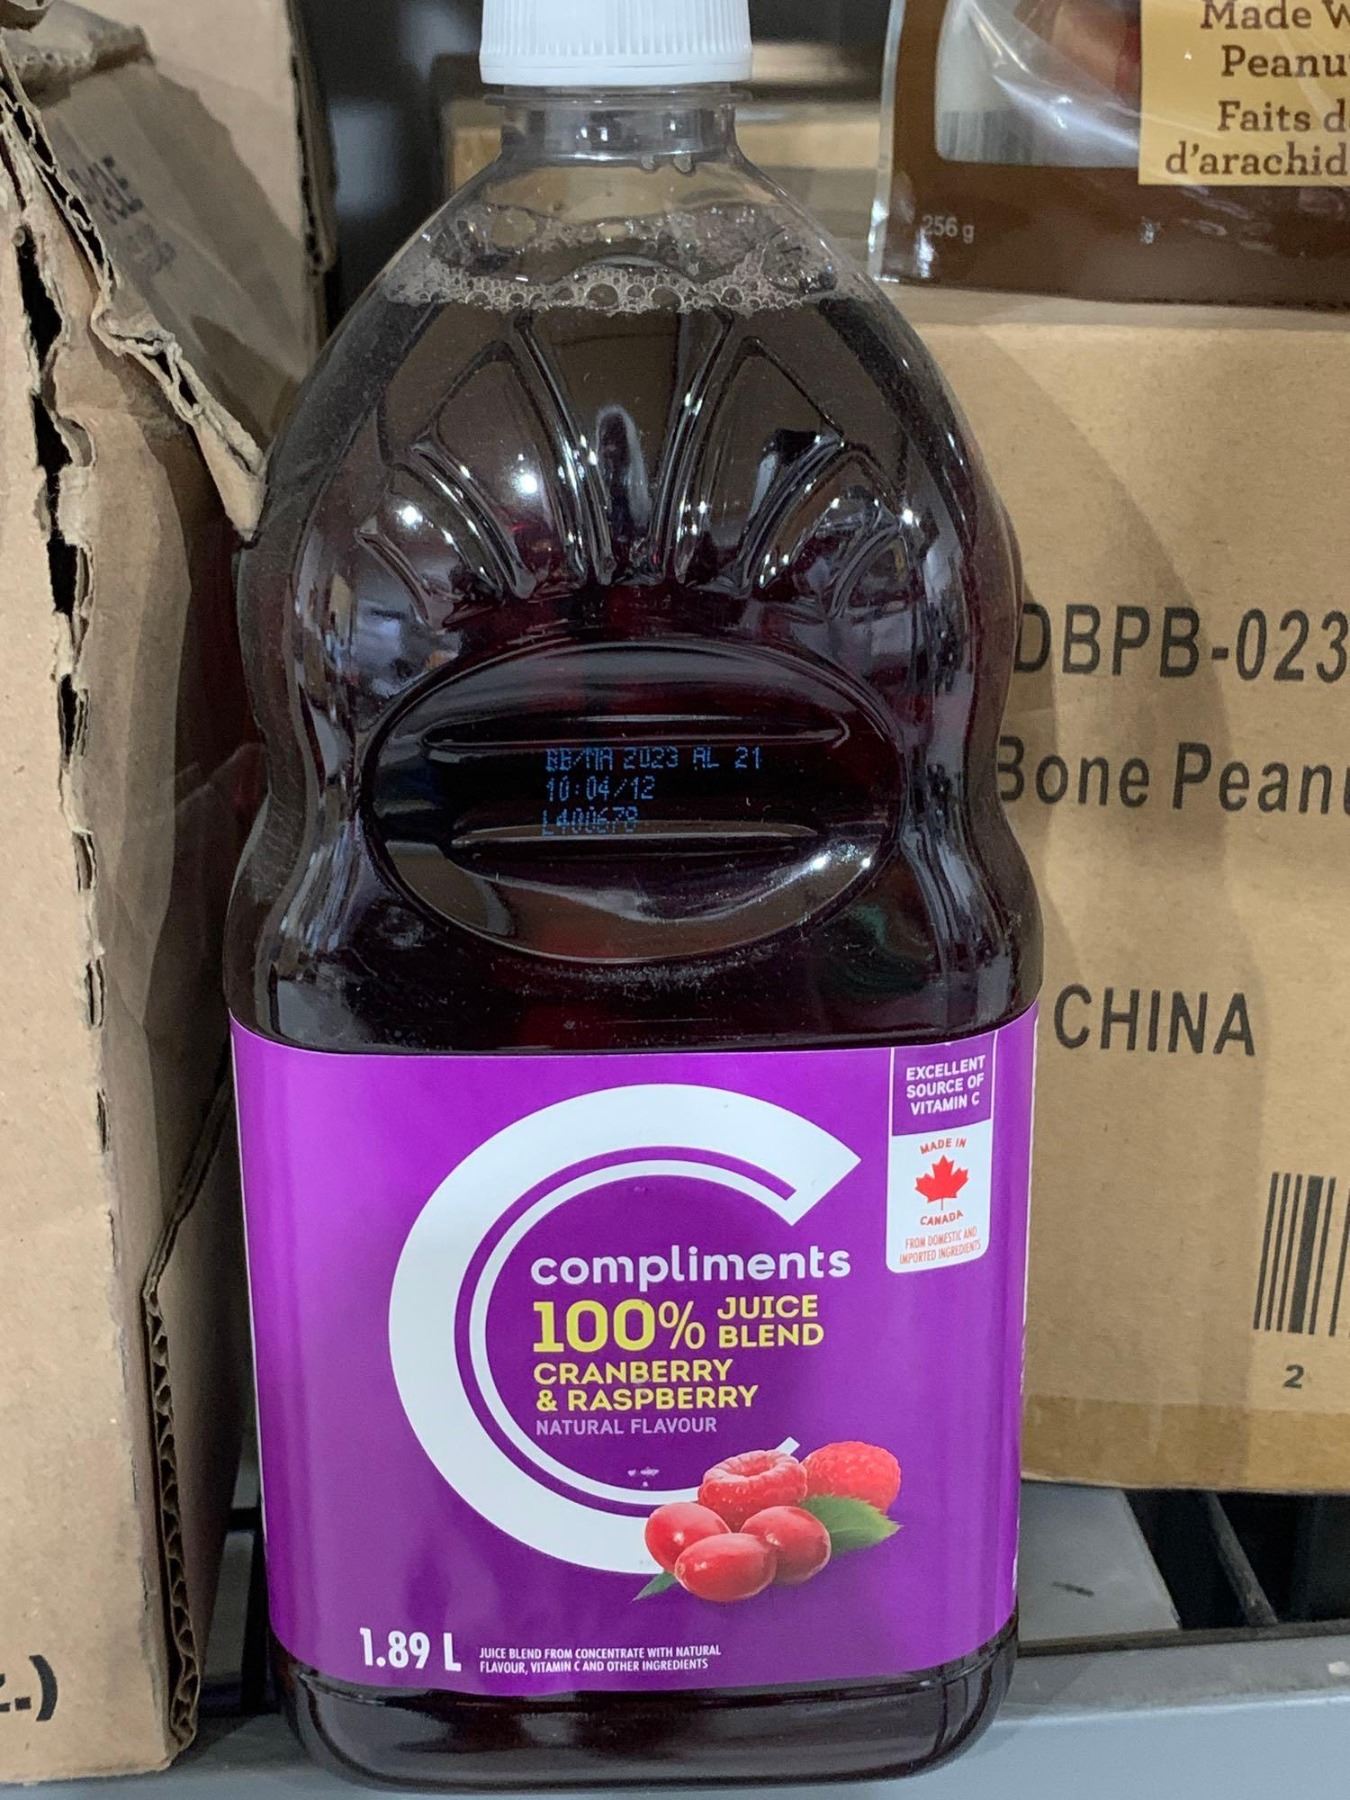 Made W
Peanu
Faits d
d'arachid
256 g
DBPB-023
Bone Peanu
CHINA
2
BB/MA 2023 AL 21
10:04/12
L400678
EXCELLENT
SOURCE OF
VITAMIN C
MADE IN
CANADA
FROM DOMESTIC AND
IMPORTED INGREDIENTS
compliments
100% JUICE
BLEND
CRANBERRY
& RASPBERRY
NATURAL FLAVOUR
1.89 L
JUICE BLEND FROM CONCENTRATE WITH NATURAL
FLAVOUR, VITAMIN C AND OTHER INGREDIENTS
.)